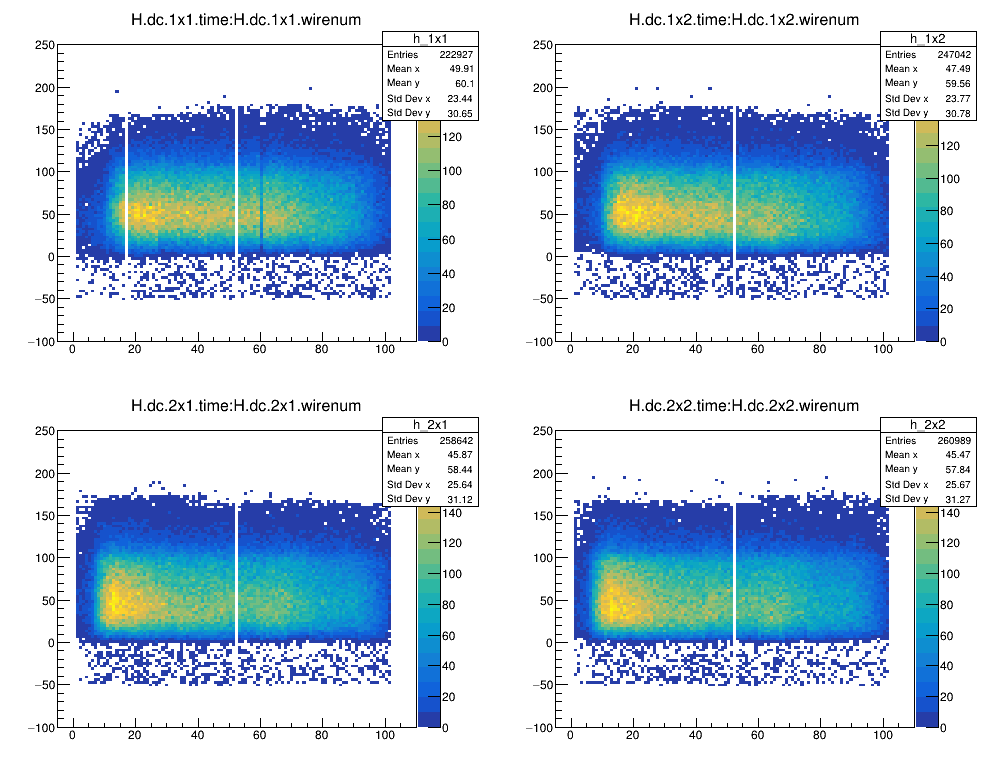 H.dc.1x1.time:H.dc.1x1.wirenum
h_1x1
Entries 222927
Mean x 49.91
Mean y 60.1
Std Dev x 23.44
Std Dev y 30.65
250
200
150
100
50
0
−50
−100
0 20 40 60 80 100
120
100
80
60
40
20
0
H.dc.1x2.time:H.dc.1x2.wirenum
h_1x2
Entries 247042
Mean x 47.49
Mean y 59.56
Std Dev x 23.77
Std Dev y 30.78
250
200
150
100
50
0
−50
−100
0 20 40 60 80 100
120
100
80
60
40
20
0
H.dc.2x1.time:H.dc.2x1.wirenum
h_2x1
Entries 258642
Mean x 45.87
Mean y 58.44
Std Dev x 25.64
Std Dev y 31.12
250
200
150
100
50
0
−50
−100
0 20 40 60 80 100
140
120
100
80
60
40
20
0
H.dc.2x2.time:H.dc.2x2.wirenum
h_2x2
Entries 260989
Mean x 45.47
Mean y 57.84
Std Dev x 25.67
Std Dev y 31.27
250
200
150
100
50
0
−50
−100
0 20 40 60 80 100
140
120
100
80
60
40
20
0